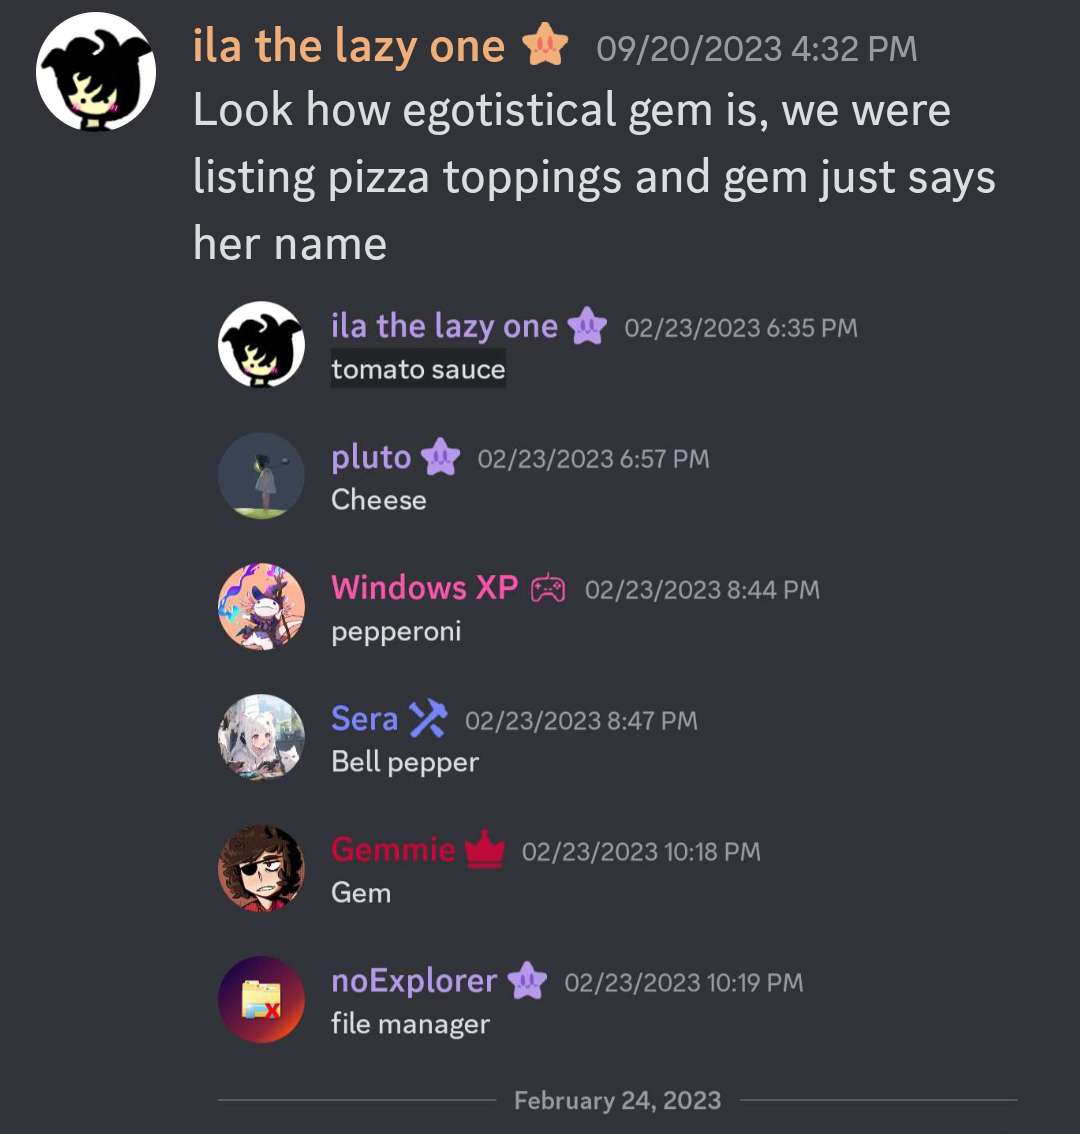 ila the lazy one 09/20/2023 4:32 PM
Look how egotistical gem is, we were
listing pizza toppings and gem just says
her name
ila the lazy one 02/23/2023 6:35 PM
tomato sauce
pluto 02/23/2023 6:57 PM
Cheese
Windows XP 02/23/2023 8:44 PM
pepperoni
Sera 02/23/2023 8:47 PM
Bell pepper
Gemmie 02/23/2023 10:18 PM
Gem
noExplorer 02/23/2023 10:19 PM
file manager
February 24, 2023